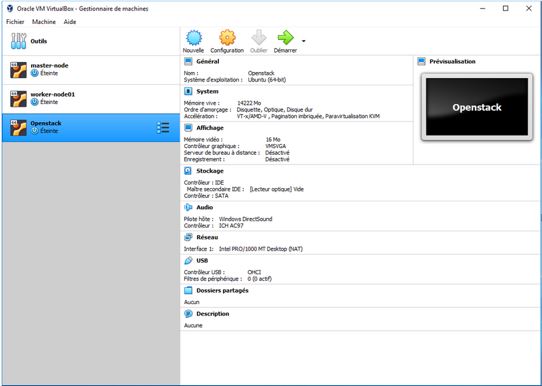 Oracle VM VirtualBox - Gestionnaire de machines
Fichier Machine Aide
Outils
master-node
Éteinte
worker-node01
Éteinte
Openstack
Éteinte
Nouvelle Configuration Oublier Démarrer
Général
Nom : Openstack
Système d'exploitation : Ubuntu (64-bit)
System
Mémoire vive : 14222 Mo
Ordre d'amorçage : Disquette, Optique, Disque dur
Accélération : VT-x/AMD-V , Pagination imbriquée, Paravirtualisation KVM
Affichage
Mémoire vidéo : 16 Mo
Contrôleur graphique : VMSVGA
Serveur de bureau à distance : Désactivé
Enregistrement : Désactivé
Stockage
Contrôleur : IDE
Maître secondaire IDE : [Lecteur optique] Vide
Contrôleur : SATA
Audio
Pilote hôte : Windows DirectSound
Contrôleur : ICH AC97
Réseau
Interface 1: Intel PRO/1000 MT Desktop (NAT)
USB
Contrôleur USB : OHCI
Filtres de périphérique : 0 (0 actif)
Dossiers partagés
Aucun
Description
Aucune
Prévisualisation
Openstack